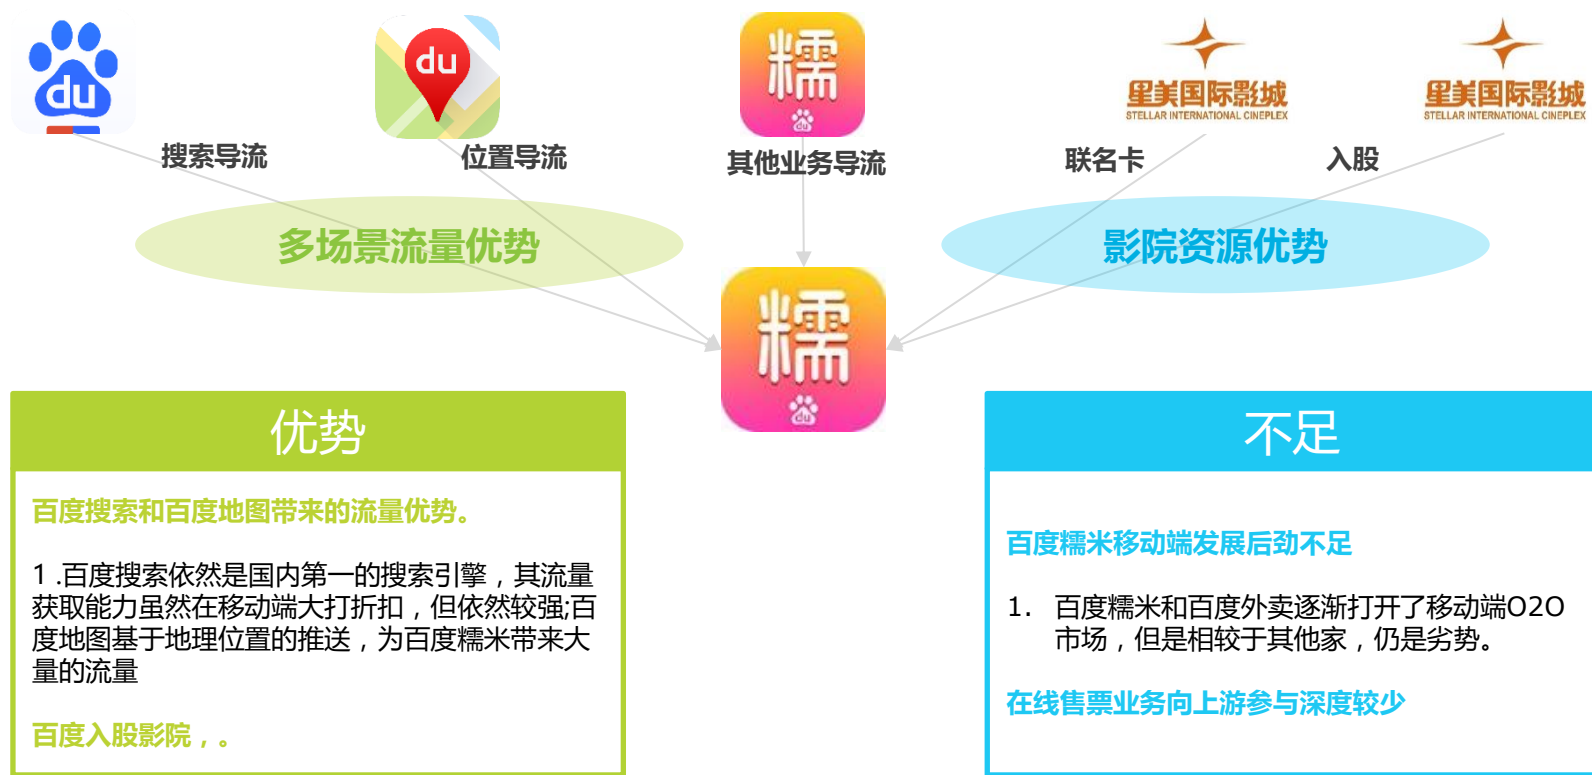 du
du
糯
du
星美国际影城
STELLAR INTERNATIONAL CINEPLEX
星美国际影城
STELLAR INTERNATIONAL CINEPLEX
搜索导流
位置导流
其他业务导流
联名卡
入股
多场景流量优势
影院资源优势
糯
du
优势
百度搜索和百度地图带来的流量优势。
1 .百度搜索依然是国内第一的搜索引擎，其流量
获取能力虽然在移动端大打折扣，但依然较强;百
度地图基于地理位置的推送，为百度糯米带来大
量的流量
百度入股影院，。
不足
百度糯米移动端发展后劲不足
1. 百度糯米和百度外卖逐渐打开了移动端O2O
市场，但是相较于其他家，仍是劣势。
在线售票业务向上游参与深度较少